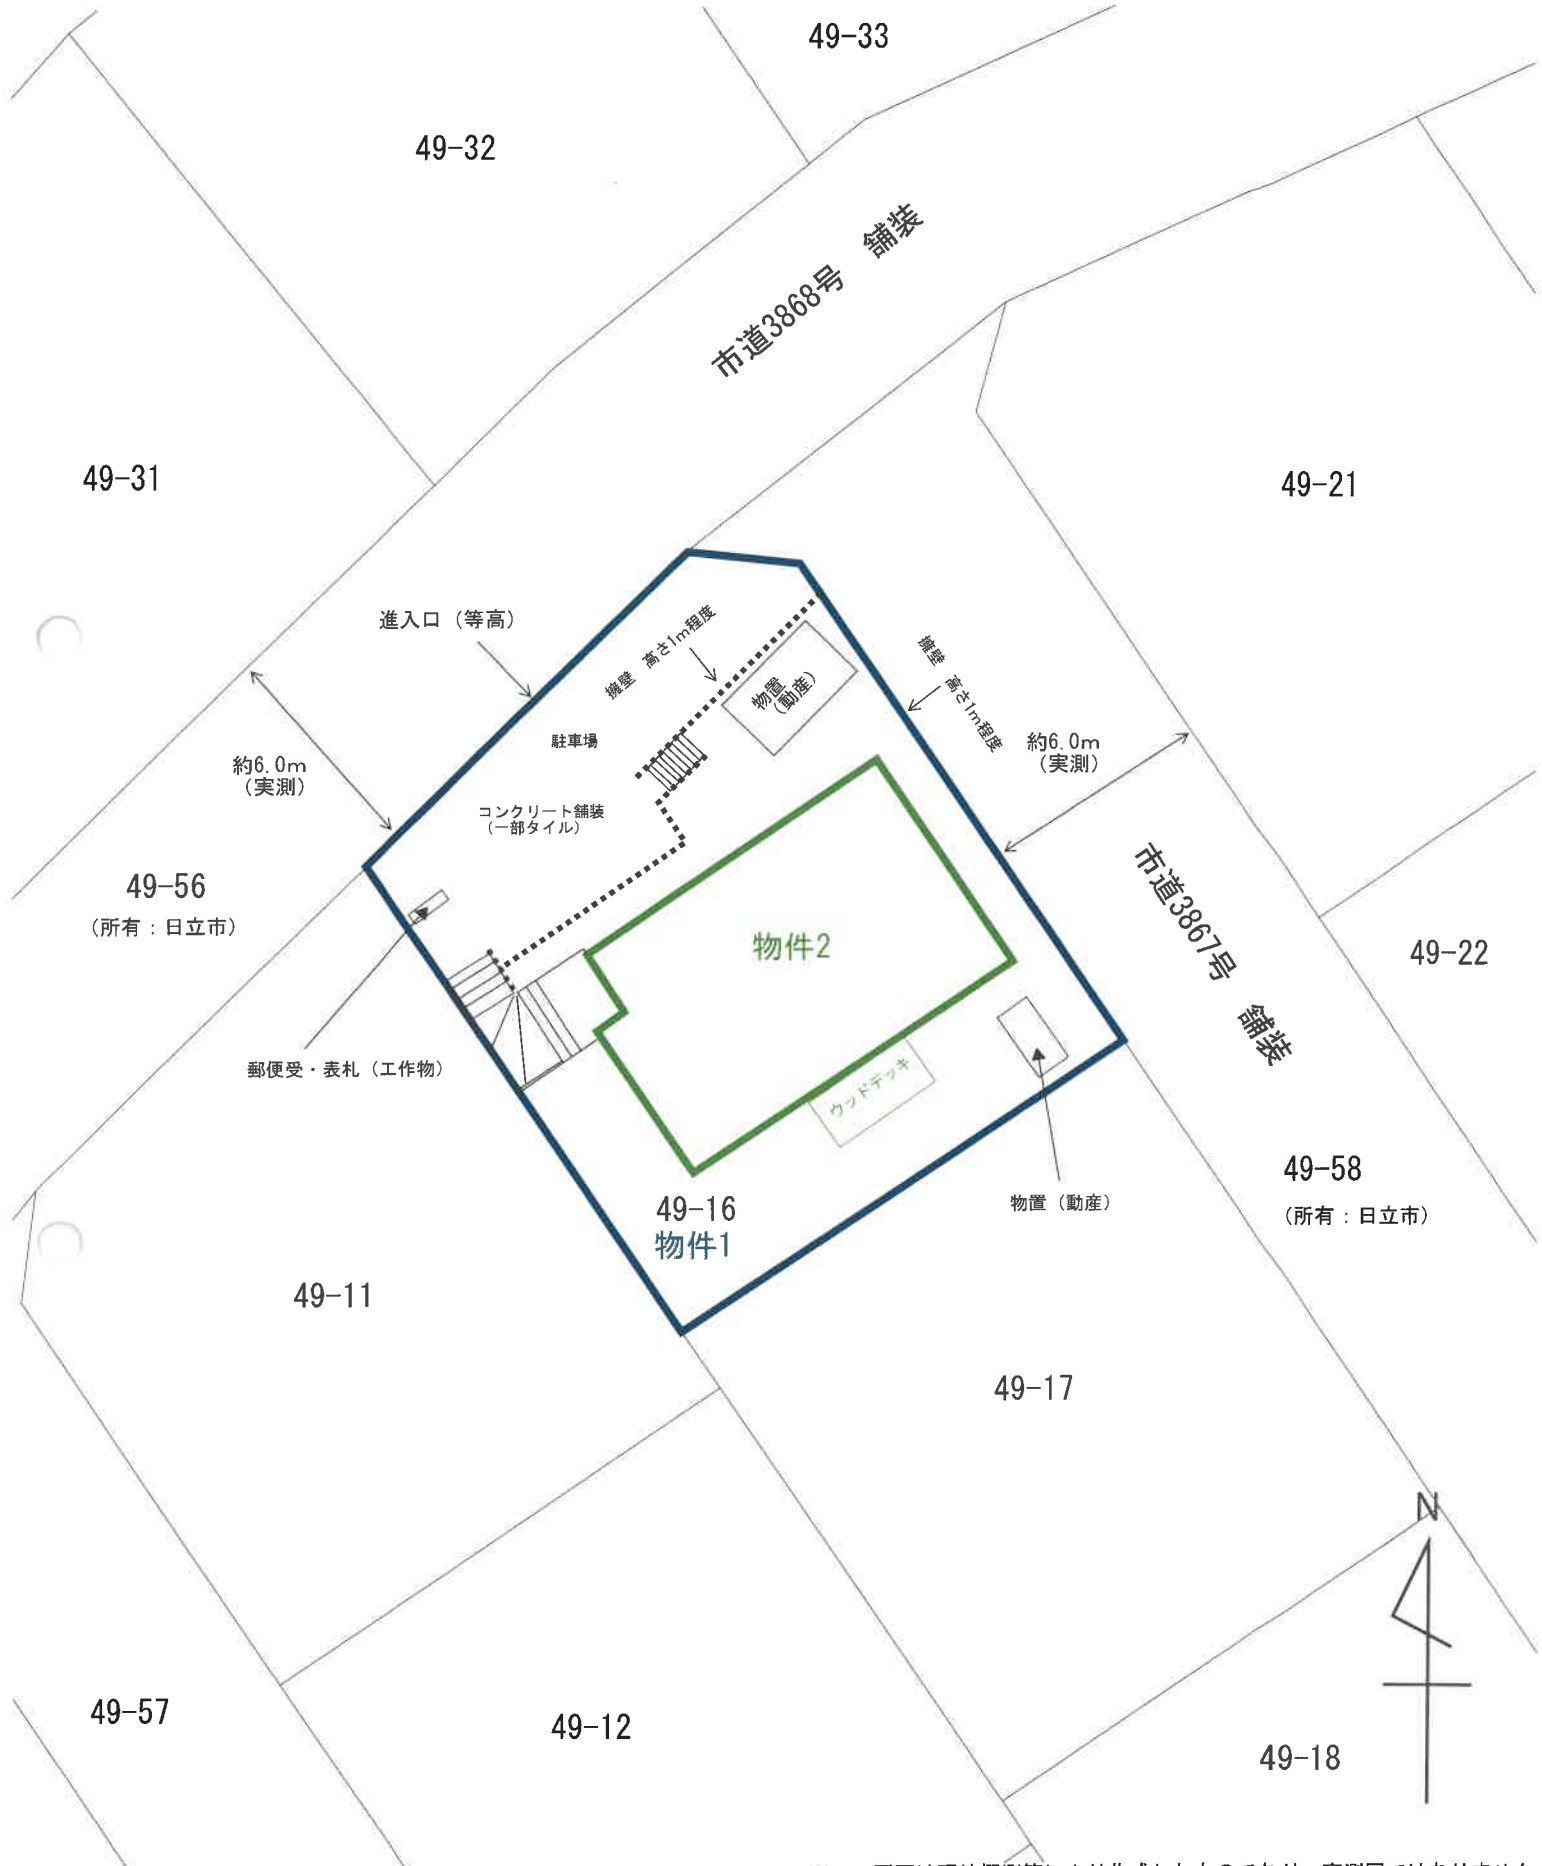 49-33
49-32
市道3868号　舗装
49-31
49-21
進入口（等高）
擁壁　高さ1m程度
擁壁　高さ1m程度
物置
（動産）
駐車場
約6.0m
（実測）
約6.0m
（実測）
コンクリート舗装
（一部タイル）
49-56
（所有：日立市）
市道3867号　舗装
物件2
49-22
郵便受・表札（工作物）
ウッドデッキ
49-58
（所有：日立市）
物置（動産）
49-16
物件1
49-11
49-17
N
49-57
49-12
49-18